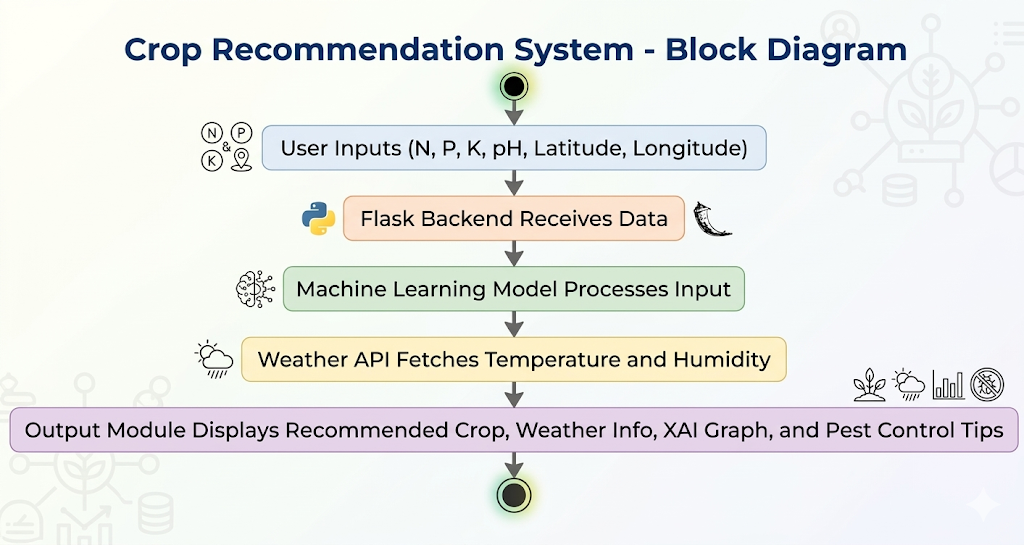 Crop Recommendation System - Block Diagram
N P
&
K
User Inputs (N, P, K, pH, Latitude, Longitude)
Flask Backend Receives Data
Machine Learning Model Processes Input
Weather API Fetches Temperature and Humidity
Output Module Displays Recommended Crop, Weather Info, XAI Graph, and Pest Control Tips